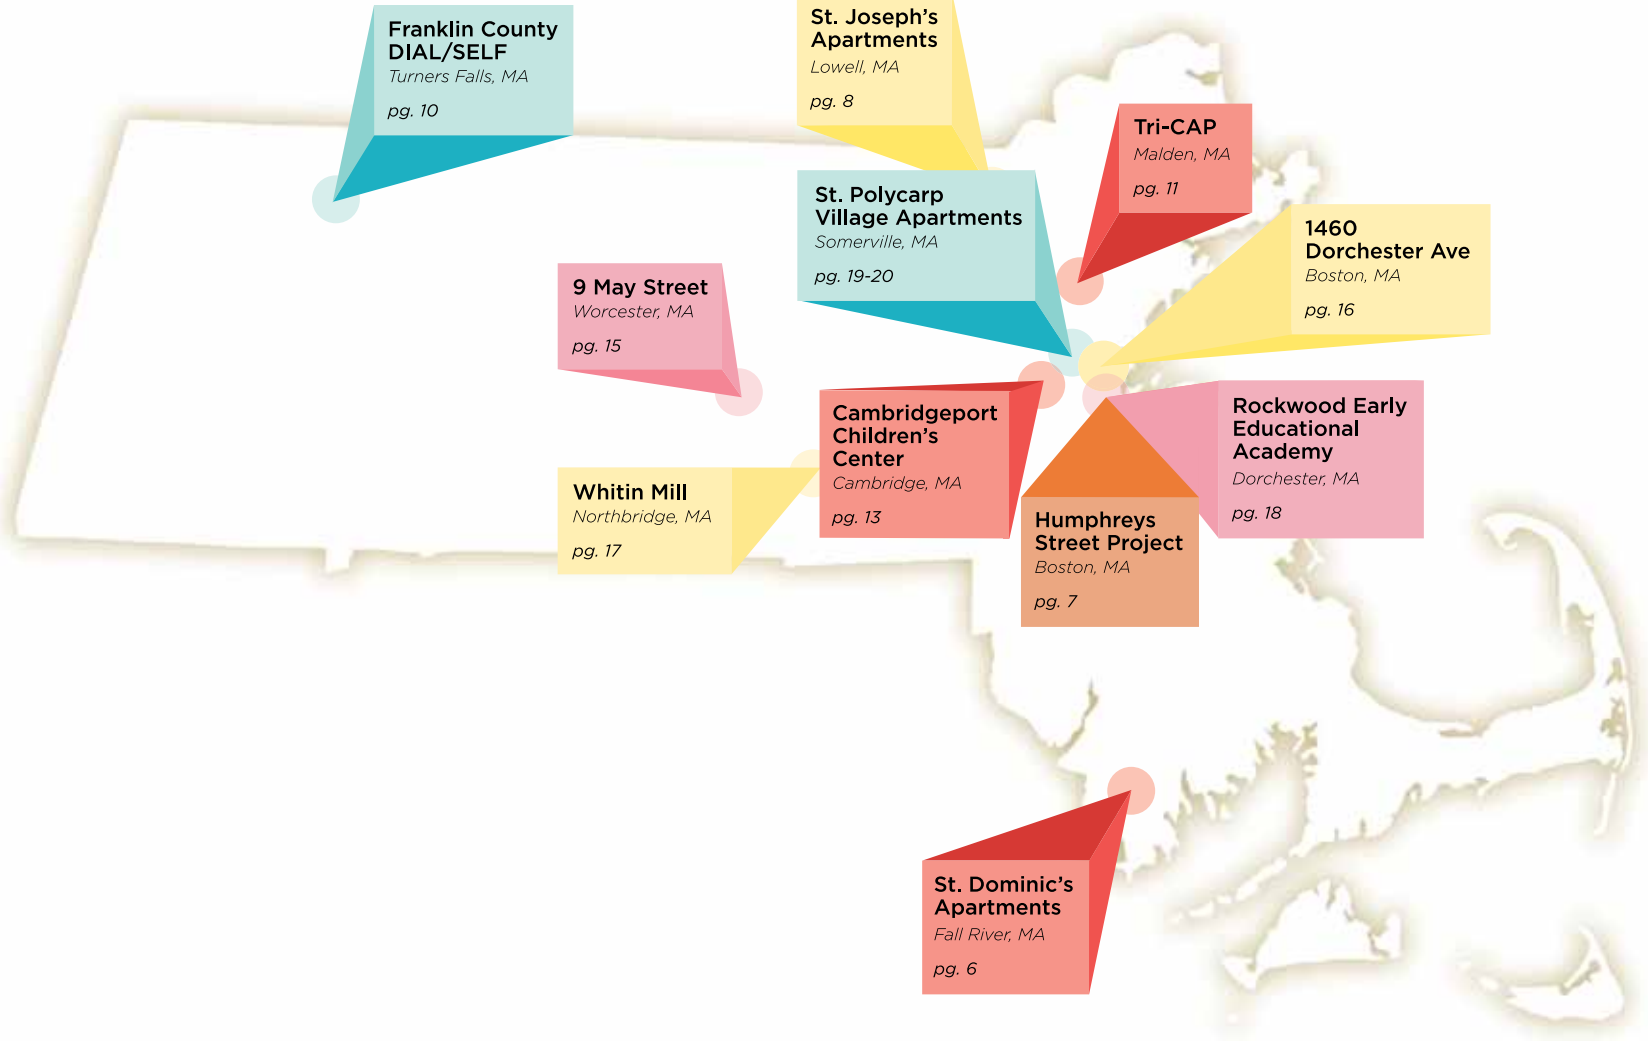 Franklin County
DIAL/SELF
Turners Falls, MA
pg. 10
St. Joseph's
Apartments
Lowell, MA
pg. 8
Tri-CAP
Malden, MA
pg. 11
St. Polycarp
Village Apartments
Somerville, MA
pg. 19-20
1460
Dorchester Ave
Boston, MA
pg. 16
9 May Street
Worcester, MA
pg. 15
Cambridgeport
Children's
Center
Cambridge, MA
pg. 13
Rockwood Early
Educational
Academy
Dorchester, MA
pg. 18
Whitin Mill
Northbridge, MA
pg. 17
Humphreys
Street Project
Boston, MA
pg. 7
St. Dominic's
Apartments
Fall River, MA
pg. 6